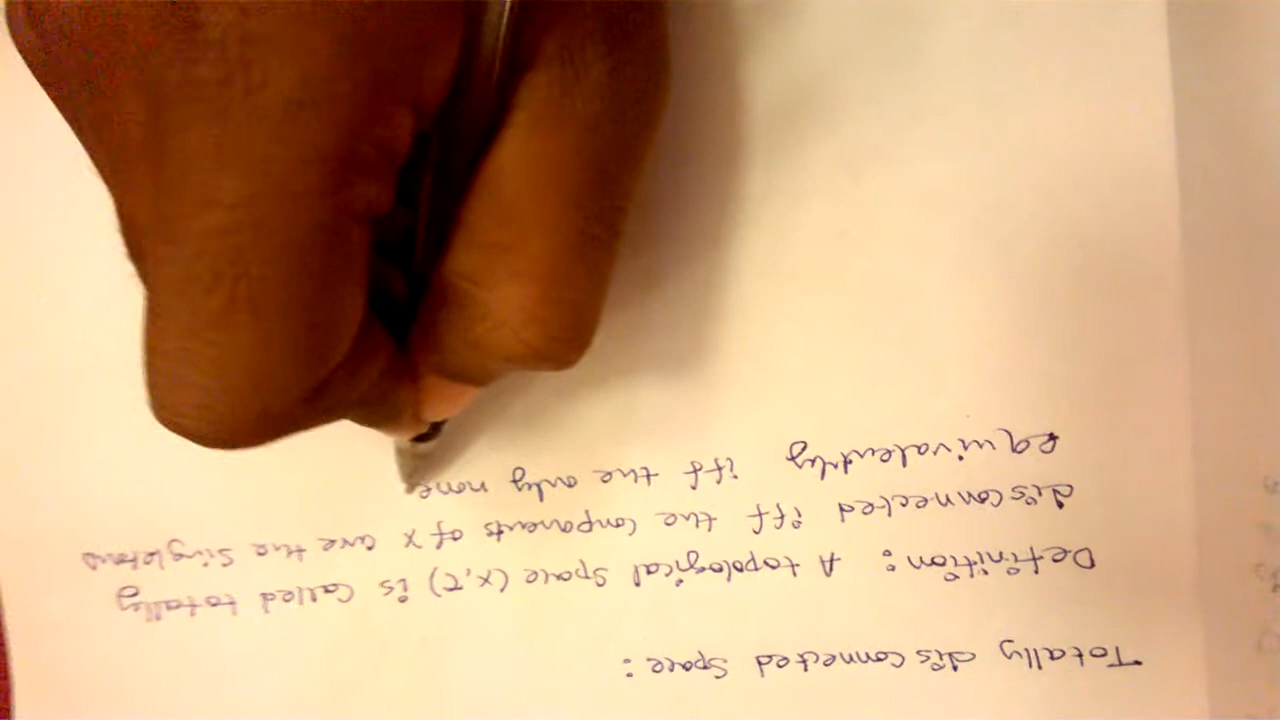 Totally disconnected Space:
Definition: A topological Space (X,τ) is called totally
disconnected iff the components of X are the singletons
equivalently iff the only none